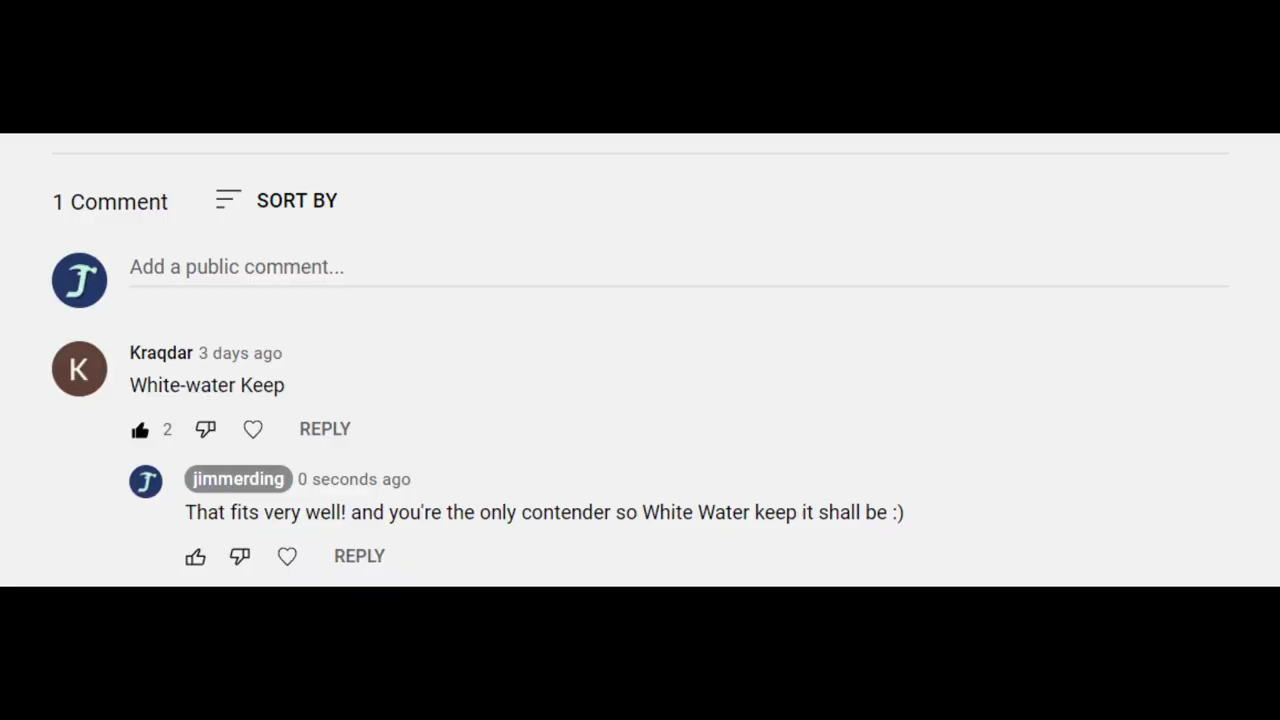 1 Comment SORT BY
Add a public comment...
K
Kraqdar 3 days ago
White-water Keep
2 REPLY
jimmerding 0 seconds ago
That fits very well! and you're the only contender so White Water keep it shall be :)
REPLY